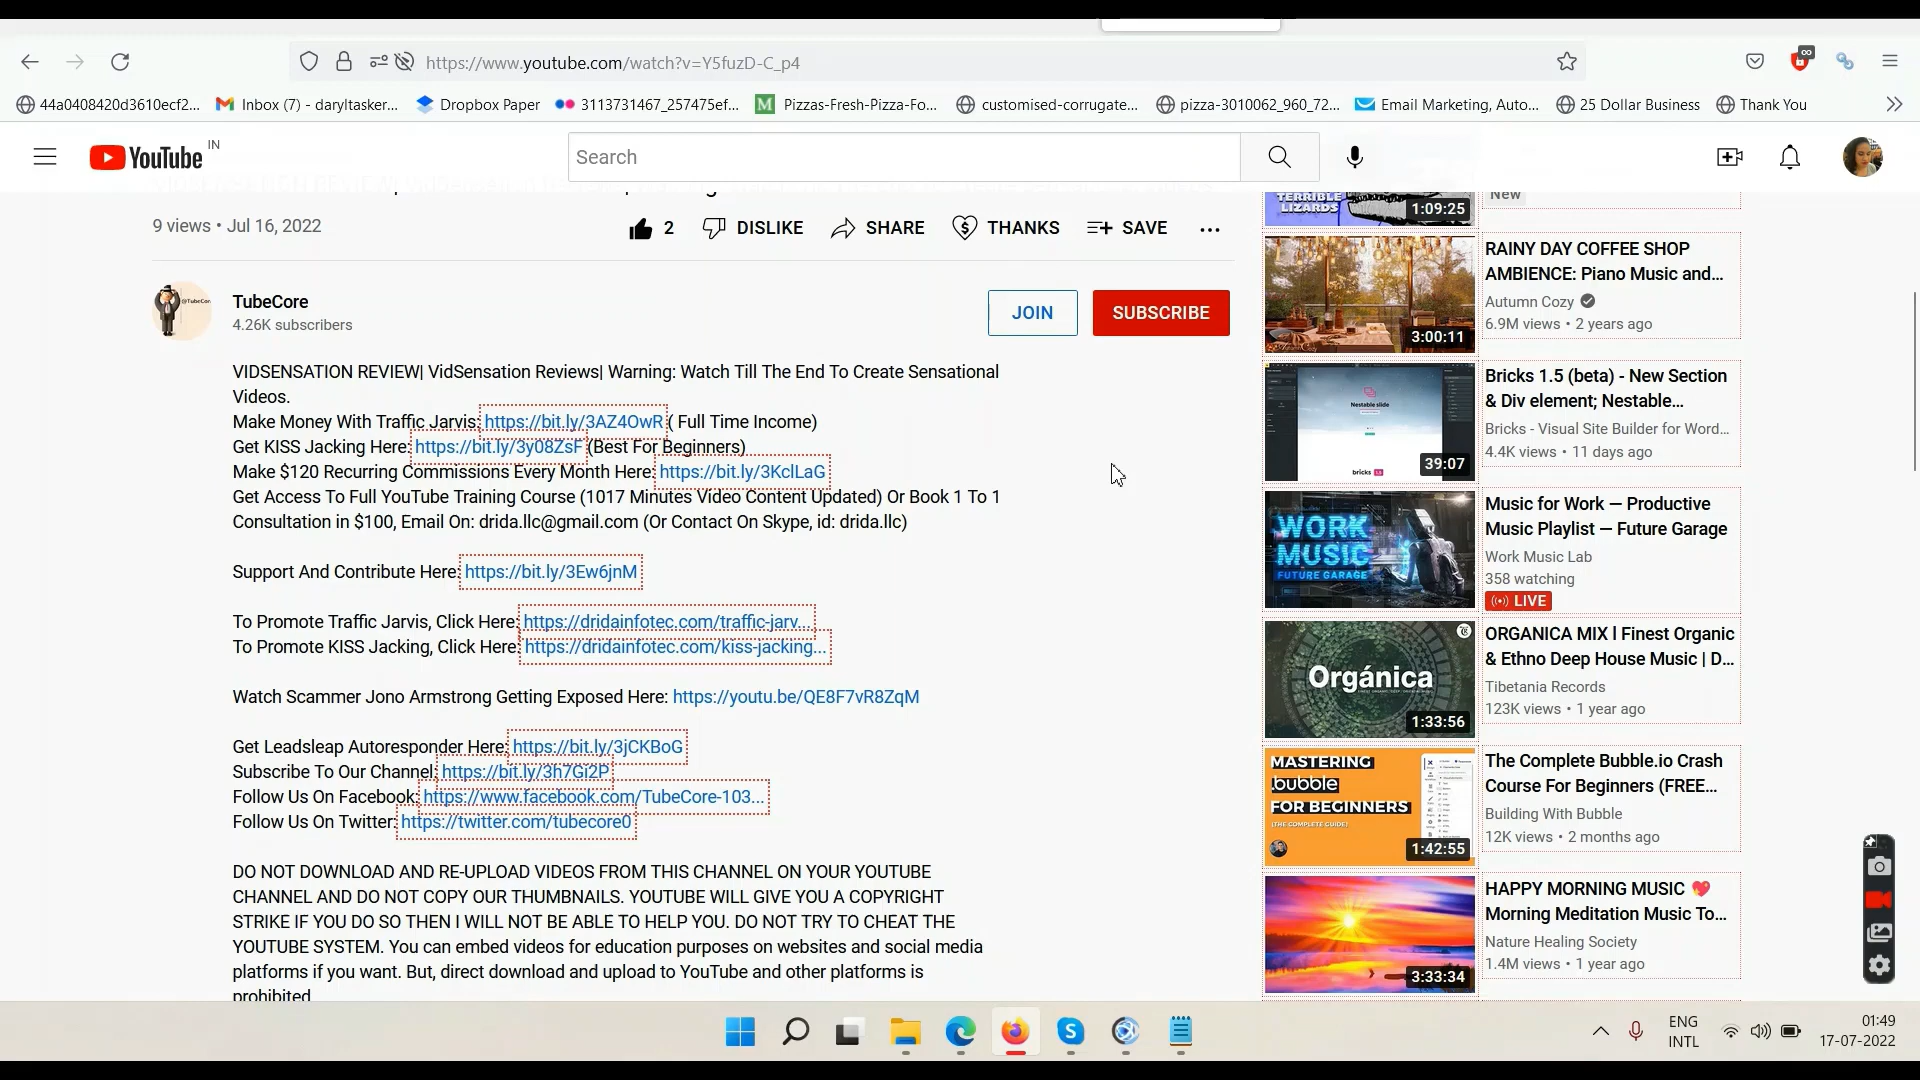 https://www.youtube.com/watch?v=Y5fuzD-C_p4
44a0408420d3610ecf2...
Inbox (7) - daryltasker...
Dropbox Paper
3113731467_257475ef...
Pizzas-Fresh-Pizza-Fo...
customised-corrugate...
pizza-3010062_960_72...
Email Marketing, Auto...
25 Dollar Business
Thank You
YouTube IN
Search
9 views • Jul 16, 2022
2
DISLIKE
SHARE
THANKS
SAVE
TubeCore
4.26K subscribers
JOIN
SUBSCRIBE
VIDSENSATION REVIEW| VidSensation Reviews| Warning: Watch Till The End To Create Sensational
Videos.
Make Money With Traffic Jarvis: https://bit.ly/3AZ4OwR ( Full Time Income)
Get KISS Jacking Here: https://bit.ly/3y08ZsF (Best For Beginners)
Make $120 Recurring Commissions Every Month Here: https://bit.ly/3KclLaG
Get Access To Full YouTube Training Course (1017 Minutes Video Content Updated) Or Book 1 To 1
Consultation in $100, Email On: drida.llc@gmail.com (Or Contact On Skype, id: drida.llc)
Support And Contribute Here: https://bit.ly/3Ew6jnM
To Promote Traffic Jarvis, Click Here: https://dridainfotec.com/traffic-jarv...
To Promote KISS Jacking, Click Here: https://dridainfotec.com/kiss-jacking...
Watch Scammer Jono Armstrong Getting Exposed Here: https://youtu.be/QE8F7vR8ZqM
Get Leadsleap Autoresponder Here: https://bit.ly/3jCKBoG
Subscribe To Our Channel: https://bit.ly/3h7Gi2P
Follow Us On Facebook: https://www.facebook.com/TubeCore-103...
Follow Us On Twitter: https://twitter.com/tubecore0
DO NOT DOWNLOAD AND RE-UPLOAD VIDEOS FROM THIS CHANNEL ON YOUR YOUTUBE
CHANNEL AND DO NOT COPY OUR THUMBNAILS. YOUTUBE WILL GIVE YOU A COPYRIGHT
STRIKE IF YOU DO SO THEN I WILL NOT BE ABLE TO HELP YOU. DO NOT TRY TO CHEAT THE
YOUTUBE SYSTEM. You can embed videos for education purposes on websites and social media
platforms if you want. But, direct download and upload to YouTube and other platforms is
prohibited
TERRIBLE
LIZARDS
1:09:25
New
3:00:11
RAINY DAY COFFEE SHOP
AMBIENCE: Piano Music and...
Autumn Cozy
6.9M views • 2 years ago
Nestable slide
bricks 1.5
39:07
Bricks 1.5 (beta) - New Section
& Div element; Nestable...
Bricks - Visual Site Builder for Word...
4.4K views • 11 days ago
WORK
MUSIC
FUTURE GARAGE
Music for Work — Productive
Music Playlist — Future Garage
Work Music Lab
358 watching
LIVE
Orgánica
1:33:56
ORGANICA MIX l Finest Organic
& Ethno Deep House Music | D...
Tibetania Records
123K views • 1 year ago
MASTERING
.bubble
FOR BEGINNERS
(THE COMPLETE GUIDE)
1:42:55
The Complete Bubble.io Crash
Course For Beginners (FREE...
Building With Bubble
12K views • 2 months ago
3:33:34
HAPPY MORNING MUSIC 💖
Morning Meditation Music To...
Nature Healing Society
1.4M views • 1 year ago
ENG
INTL
01:49
17-07-2022